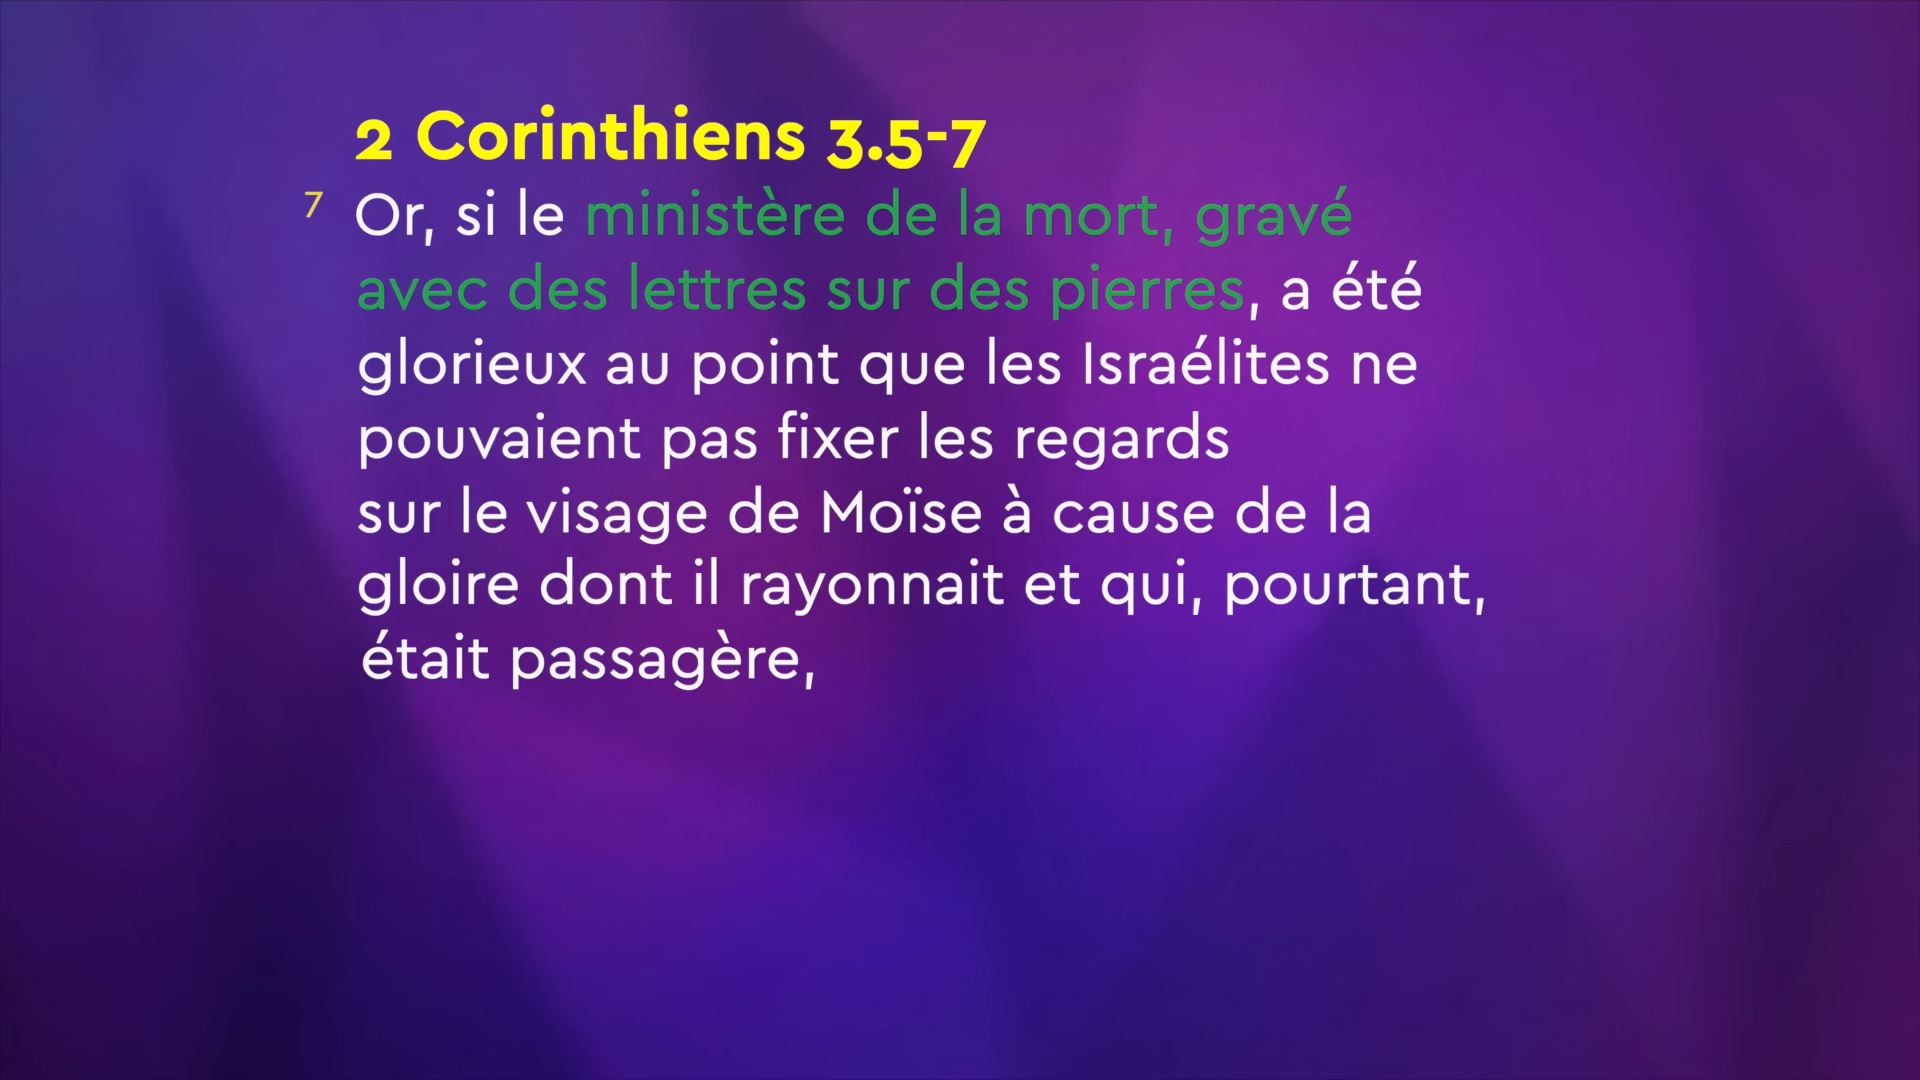 2 Corinthiens 3.5-7
7 Or, si le ministère de la mort, gravé
avec des lettres sur des pierres, a été
glorieux au point que les Israélites ne
pouvaient pas fixer les regards
sur le visage de Moïse à cause de la
gloire dont il rayonnait et qui, pourtant,
était passagère,